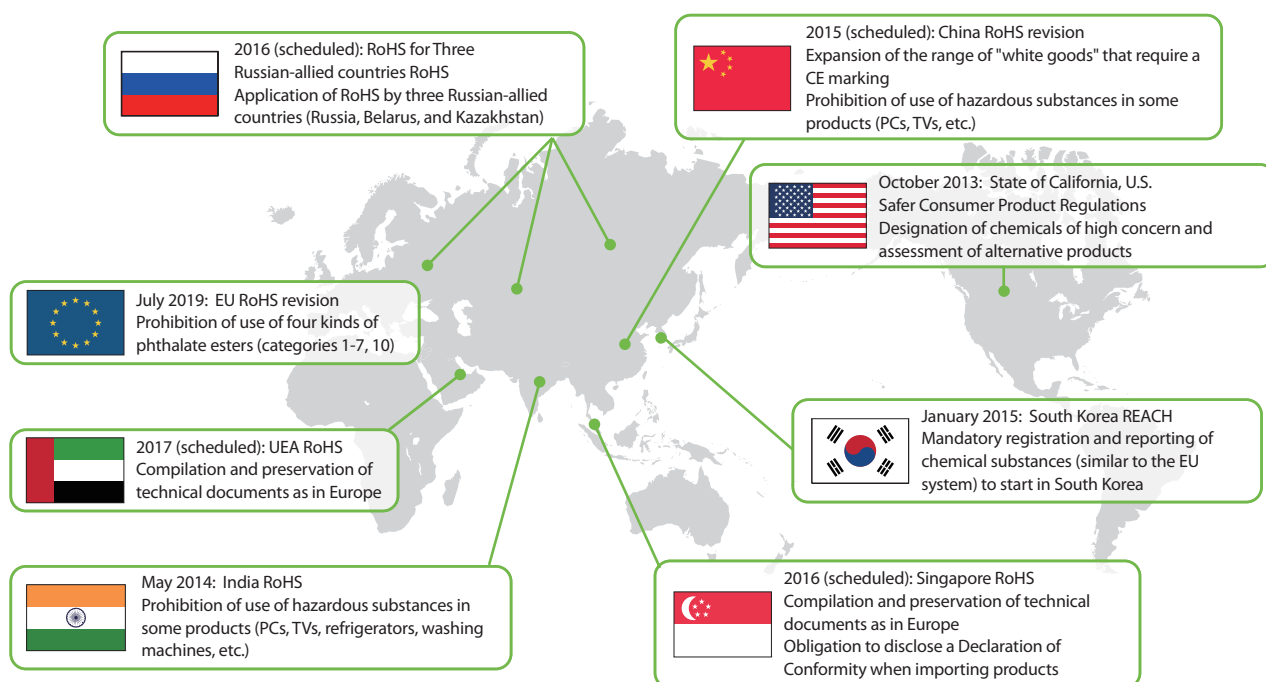 2016 (scheduled): RoHS for Three
Russian-allied countries RoHS
Application of RoHS by three Russian-allied
countries (Russia, Belarus, and Kazakhstan)
2015 (scheduled): China RoHS revision
Expansion of the range of "white goods" that require a
CE marking
Prohibition of use of hazardous substances in some
products (PCs, TVs, etc.)
October 2013: State of California, U.S.
Safer Consumer Product Regulations
Designation of chemicals of high concern and
assessment of alternative products
July 2019: EU RoHS revision
Prohibition of use of four kinds of
phthalate esters (categories 1-7, 10)
2017 (scheduled): UEA RoHS
Compilation and preservation of
technical documents as in Europe
January 2015: South Korea REACH
Mandatory registration and reporting of
chemical substances (similar to the EU
system) to start in South Korea
May 2014: India RoHS
Prohibition of use of hazardous substances in
some products (PCs, TVs, refrigerators, washing
machines, etc.)
2016 (scheduled): Singapore RoHS
Compilation and preservation of technical
documents as in Europe
Obligation to disclose a Declaration of
Conformity when importing products